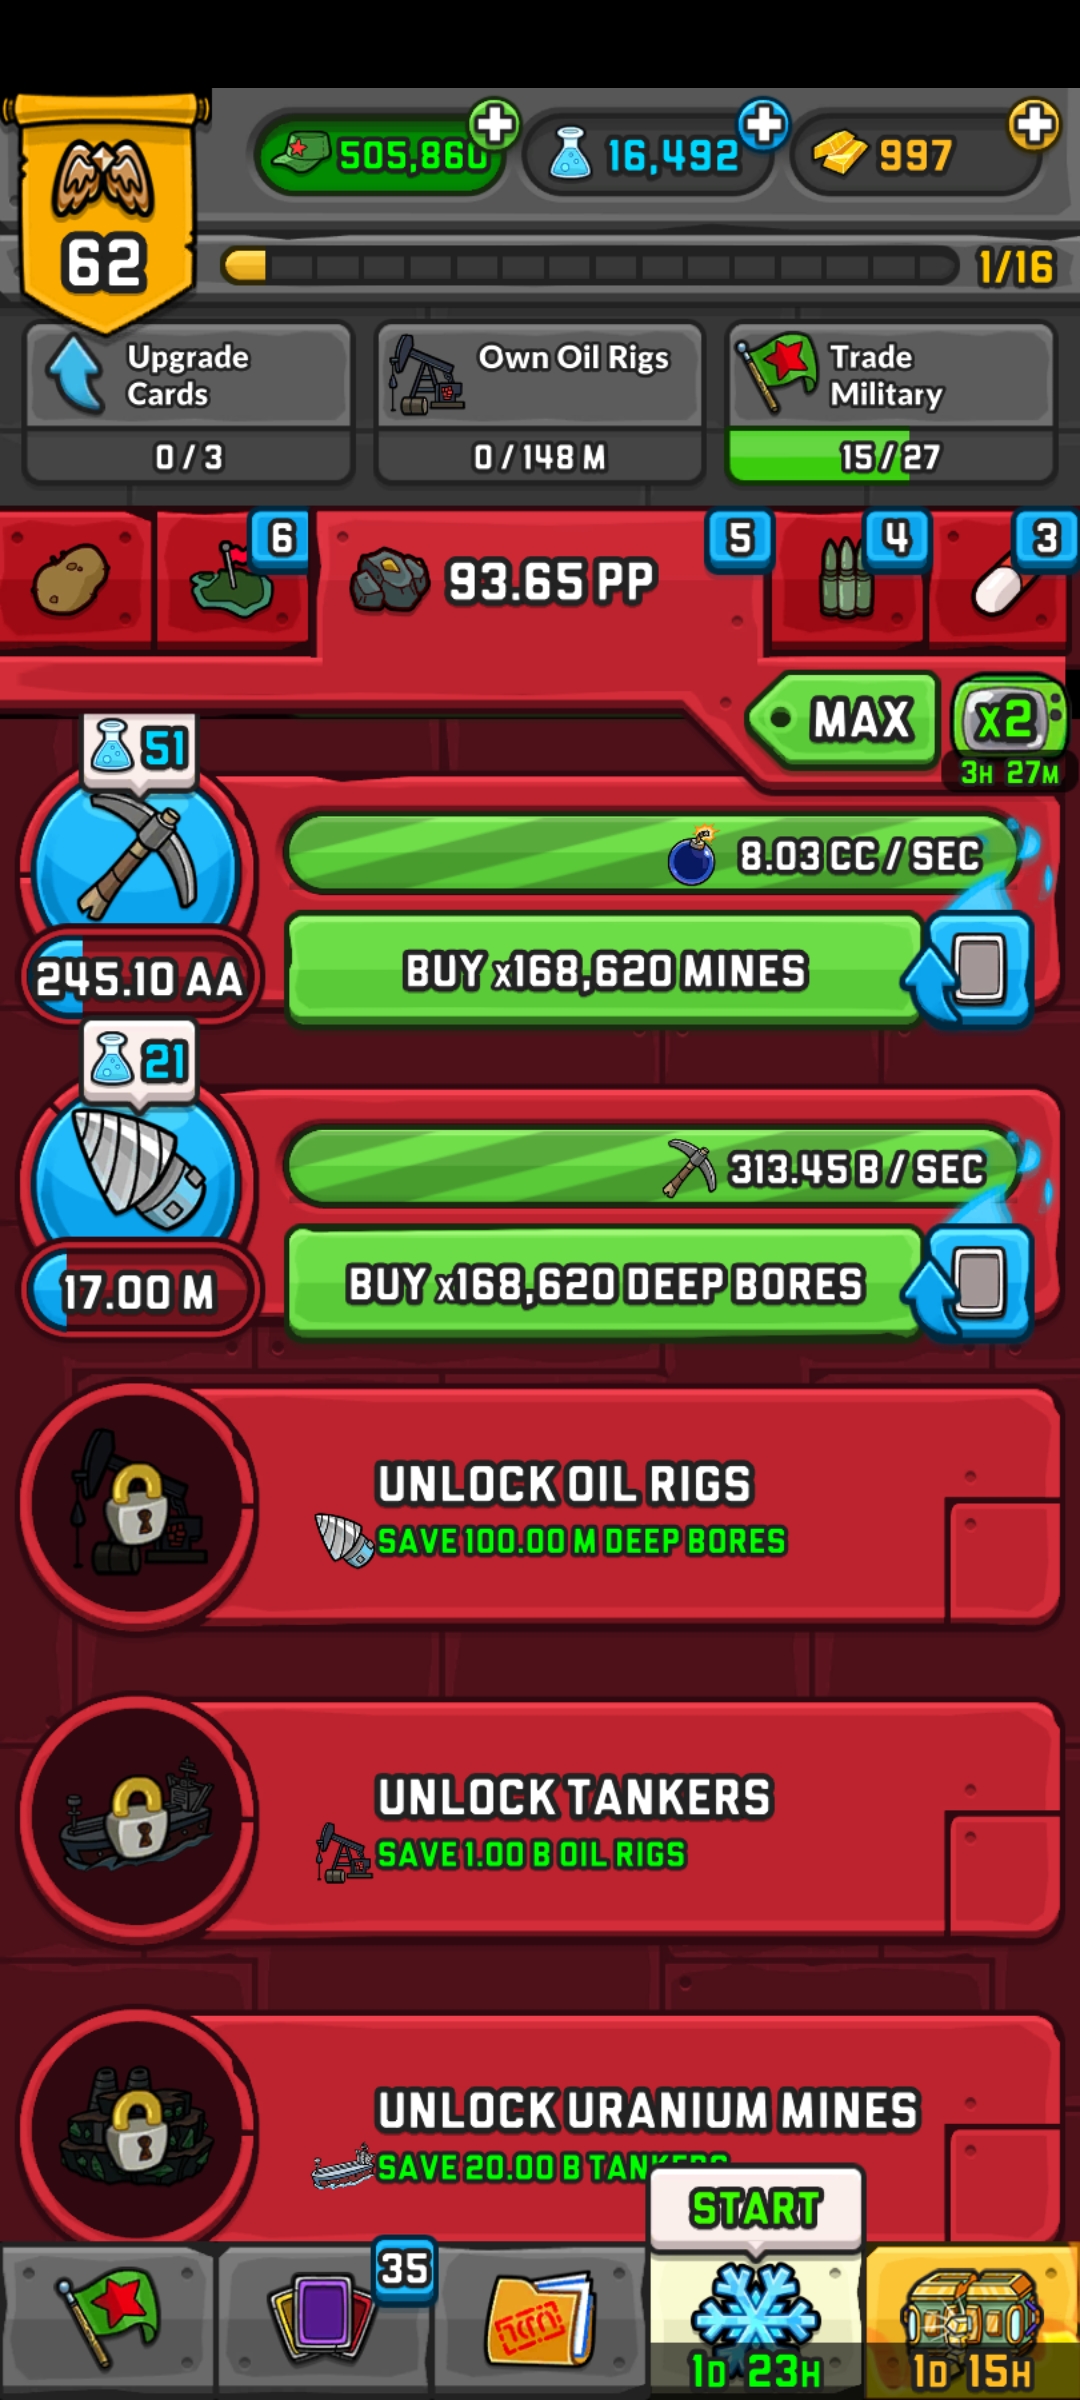 505,860
16,492
997
62
1/16
Upgrade
Cards
0 / 3
Own Oil Rigs
0 / 148 M
Trade
Military
15 / 27
6
93.65 PP
5
4
3
MAX
x2
3H 27M
51
8.03 CC / SEC
245.10 AA
BUY x168,620 MINES
21
313.45 B / SEC
17.00 M
BUY x168,620 DEEP BORES
UNLOCK OIL RIGS
SAVE 100.00 M DEEP BORES
UNLOCK TANKERS
SAVE 1.00 B OIL RIGS
UNLOCK URANIUM MINES
SAVE 20.00 B TANKERS
START
35
1D 23H
1D 15H